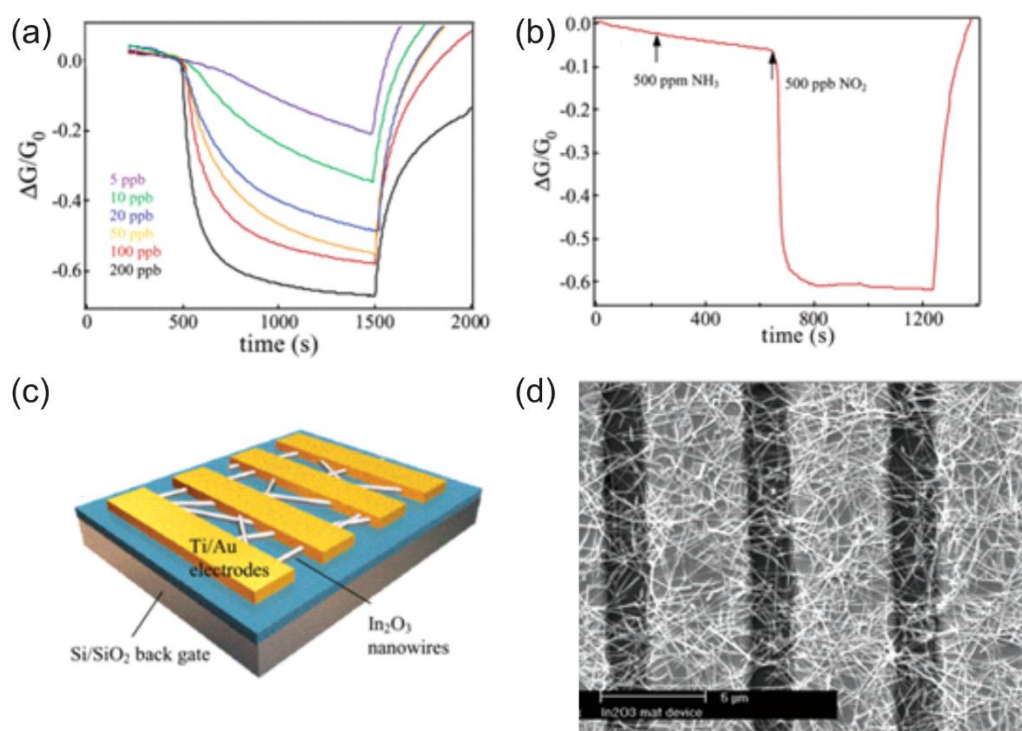 (a)
0.0
-0.2
-0.4
-0.6
ΔG/G₀
5 ppb
10 ppb
20 ppb
50 ppb
100 ppb
200 ppb
0 500 1000 1500 2000
time (s)
(b)
0.0
-0.1
-0.2
-0.3
-0.4
-0.5
-0.6
ΔG/G₀
500 ppm NH₃
500 ppb NO₂
0 400 800 1200
time (s)
(c)
Ti/Au
electrodes
In₂O₃
nanowires
Si/SiO₂ back gate
(d)
5 µm
In2O3 mat device